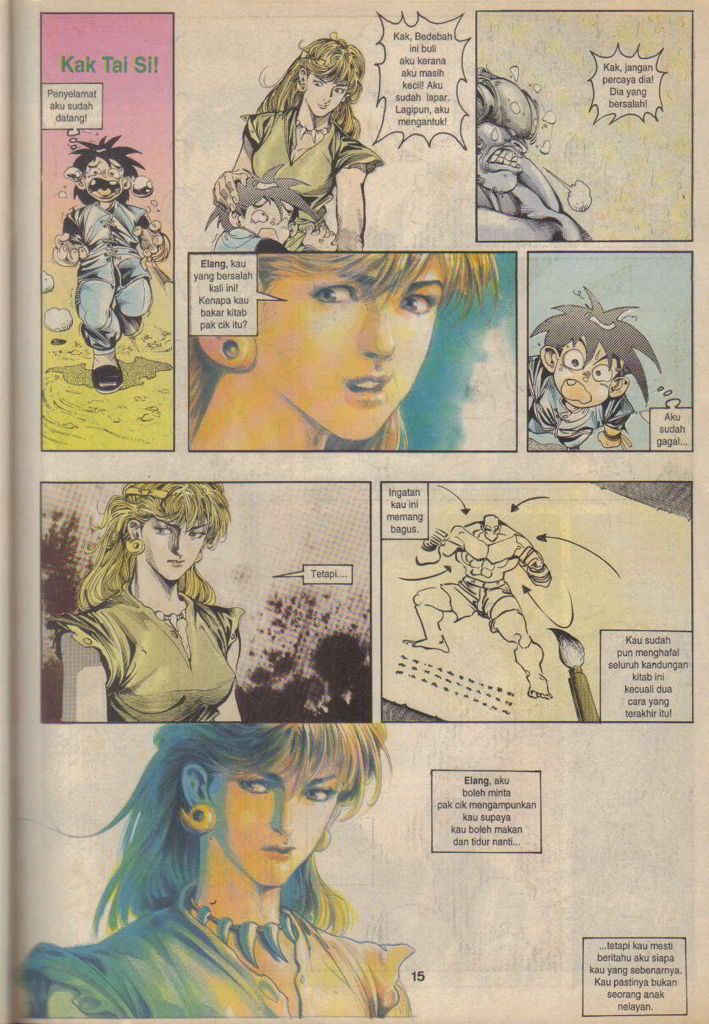 Kak Tai Si!
Penyelamat
aku sudah
datang!
Kak, Bedebah
ini buli
aku kerana
aku masih
kecil! Aku
sudah lapar.
Lagipun, aku
mengantuk!
Kak, jangan
percaya dia!
Dia yang
bersalah!
Elang, kau
yang bersalah
kali ini!
Kenapa kau
bakar kitab
pak cik itu?
Aku
sudah
gagal...
Tetapi....
Ingatan
kau ini
memang
bagus.
Kau sudah
pun menghafal
seluruh kandungan
kitab ini
kecuali dua
cara yang
terakhir itu!
Elang, aku
boleh minta
pak cik mengampunkan
kau supaya
kau boleh makan
dan tidur nanti...
...tetapi kau mesti
beritahu aku siapa
kau yang sebenarnya.
Kau pastinya bukan
seorang anak
nelayan.
15